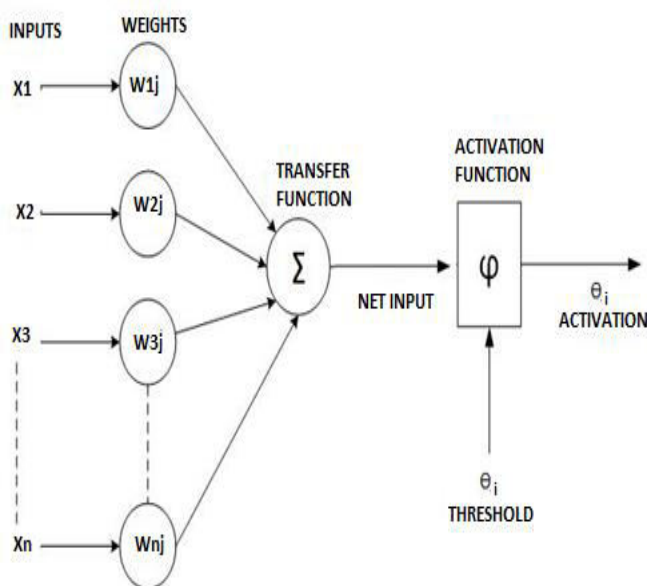 INPUTS
WEIGHTS
X1
W1j
X2
W2j
X3
W3j
Xn
Wnj
TRANSFER
FUNCTION
Σ
NET INPUT
ACTIVATION
FUNCTION
φ
θi
ACTIVATION
θi
THRESHOLD